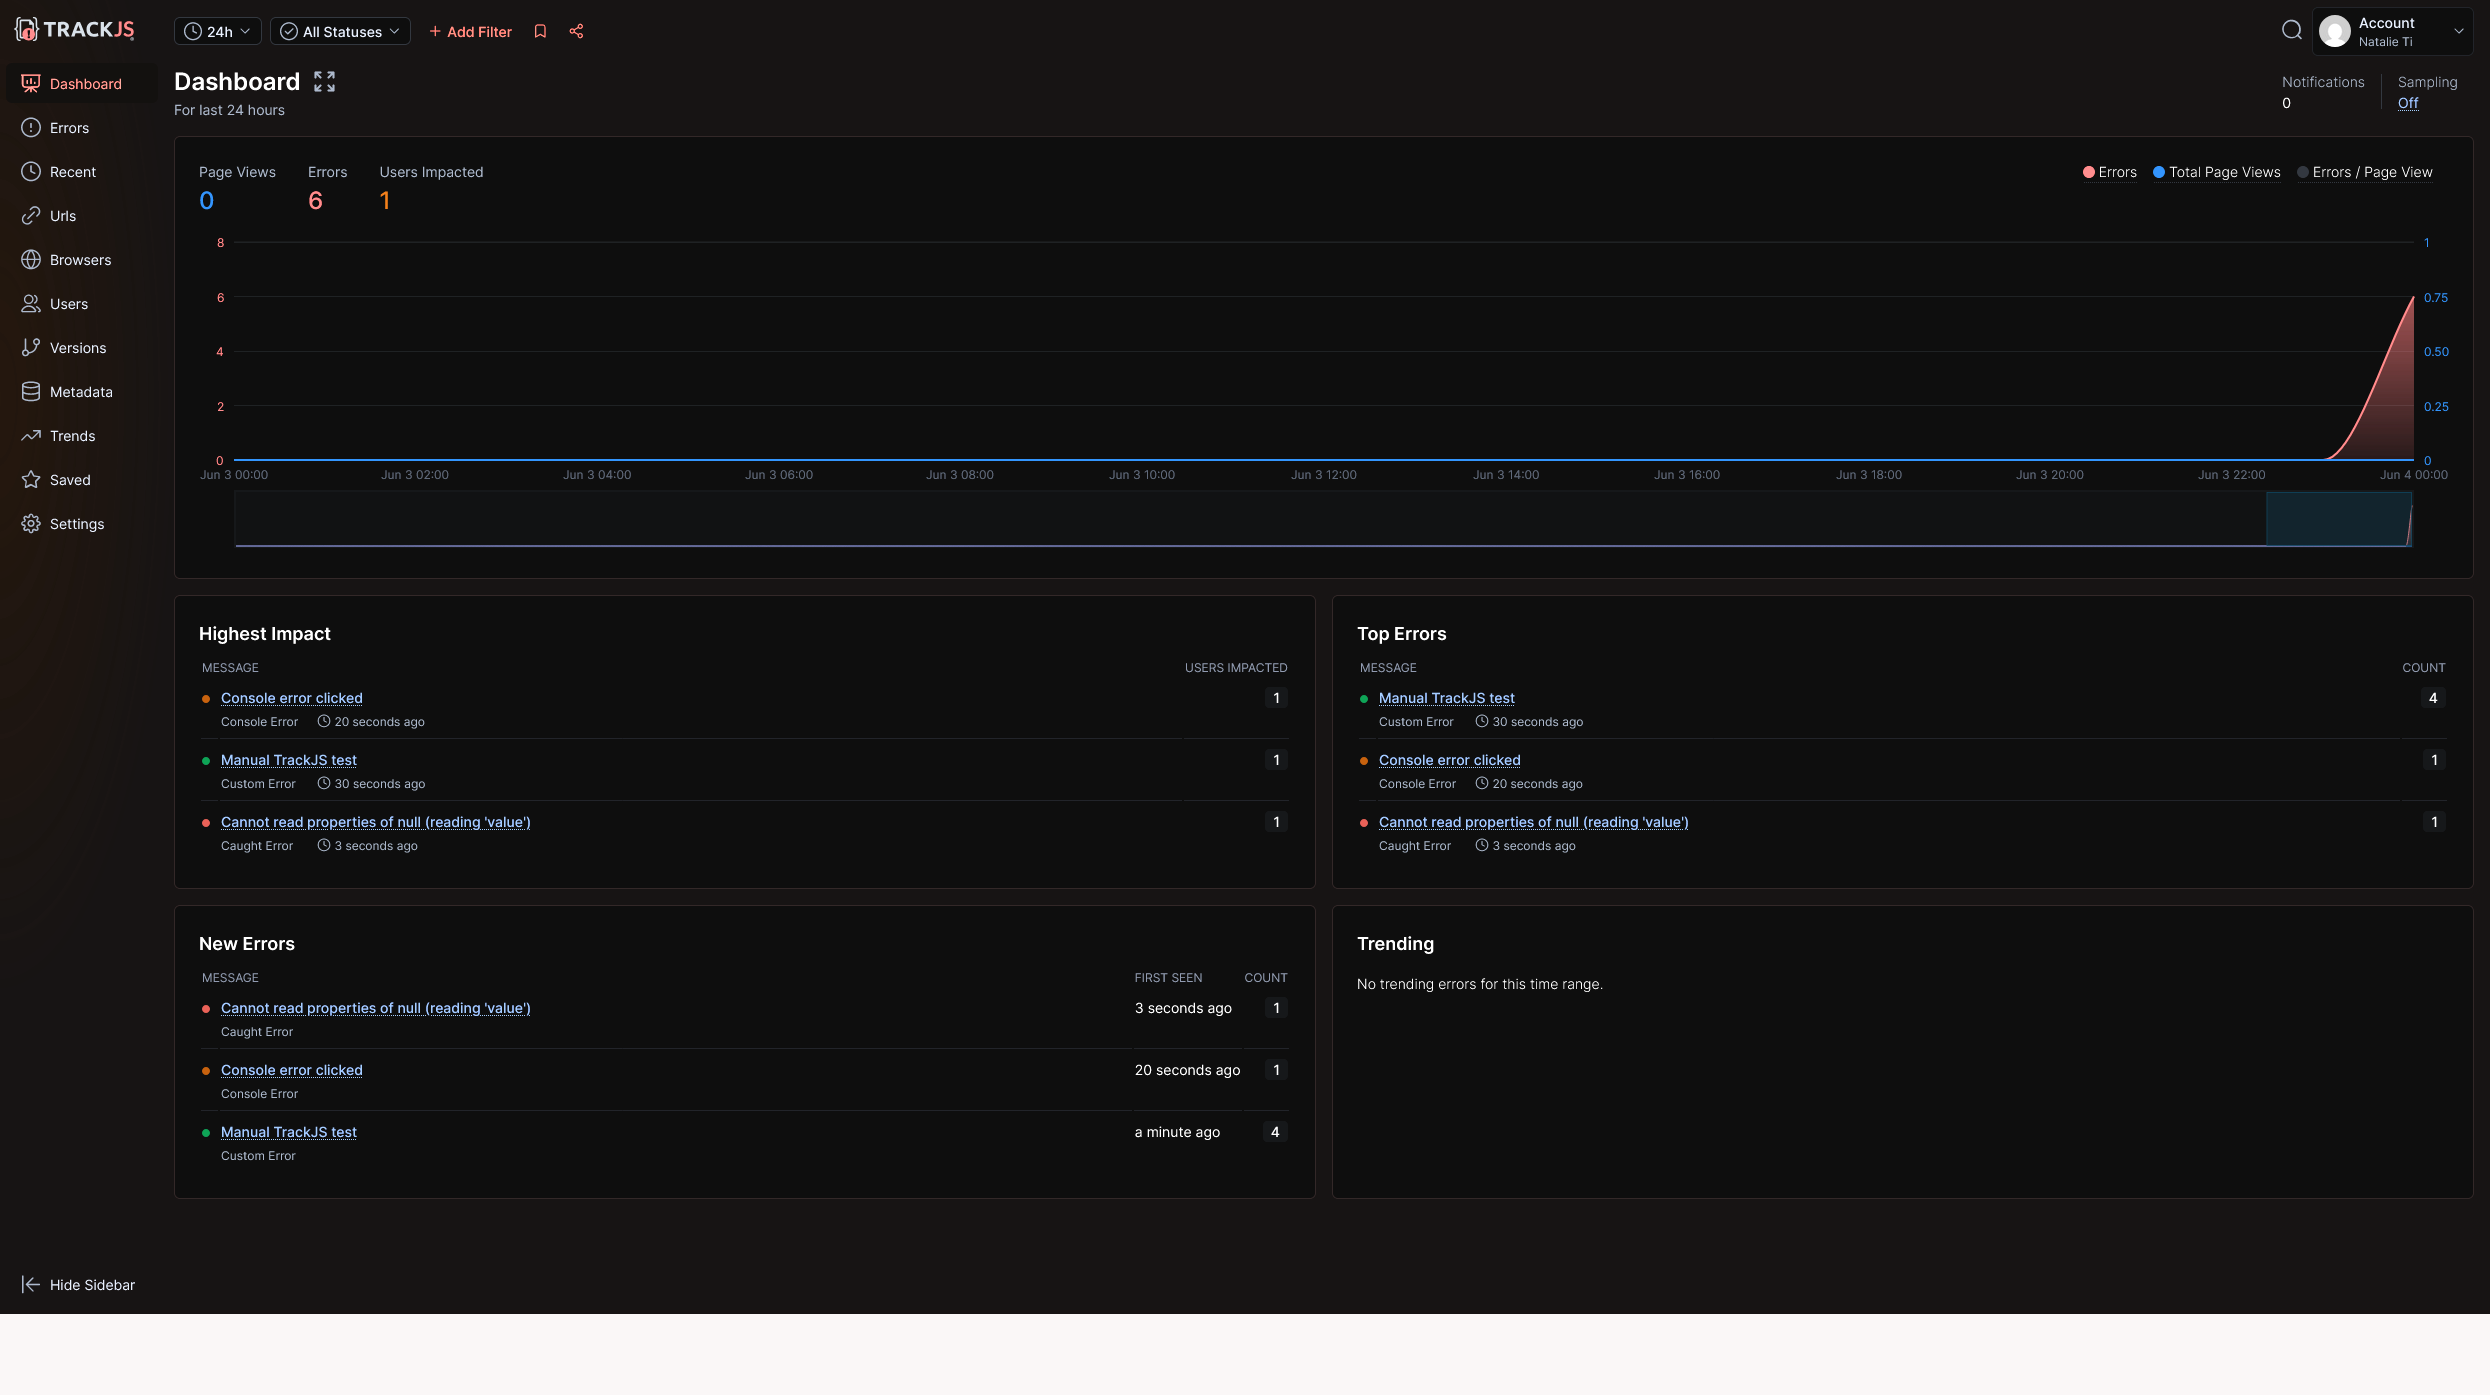 TRACKJS
24h
All Statuses
+ Add Filter
Account
Natalie Ti
Dashboard
Errors
Recent
Urls
Browsers
Users
Versions
Metadata
Trends
Saved
Settings
Hide Sidebar
Dashboard
For last 24 hours
Notifications
0
Sampling
Off
Page Views
0
Errors
6
Users Impacted
1
Errors
Total Page Views
Errors / Page View
8
6
4
2
0
1
0.75
0.50
0.25
0
Jun 3 00:00 Jun 3 02:00 Jun 3 04:00 Jun 3 06:00 Jun 3 08:00 Jun 3 10:00 Jun 3 12:00 Jun 3 14:00 Jun 3 16:00 Jun 3 18:00 Jun 3 20:00 Jun 3 22:00 Jun 4 00:00
Highest Impact
MESSAGE USERS IMPACTED
Console error clicked 1
Console Error 20 seconds ago
Manual TrackJS test 1
Custom Error 30 seconds ago
Cannot read properties of null (reading 'value') 1
Caught Error 3 seconds ago
Top Errors
MESSAGE COUNT
Manual TrackJS test 4
Custom Error 30 seconds ago
Console error clicked 1
Console Error 20 seconds ago
Cannot read properties of null (reading 'value') 1
Caught Error 3 seconds ago
New Errors
MESSAGE FIRST SEEN COUNT
Cannot read properties of null (reading 'value') 3 seconds ago 1
Caught Error
Console error clicked 20 seconds ago 1
Console Error
Manual TrackJS test a minute ago 4
Custom Error
Trending
No trending errors for this time range.